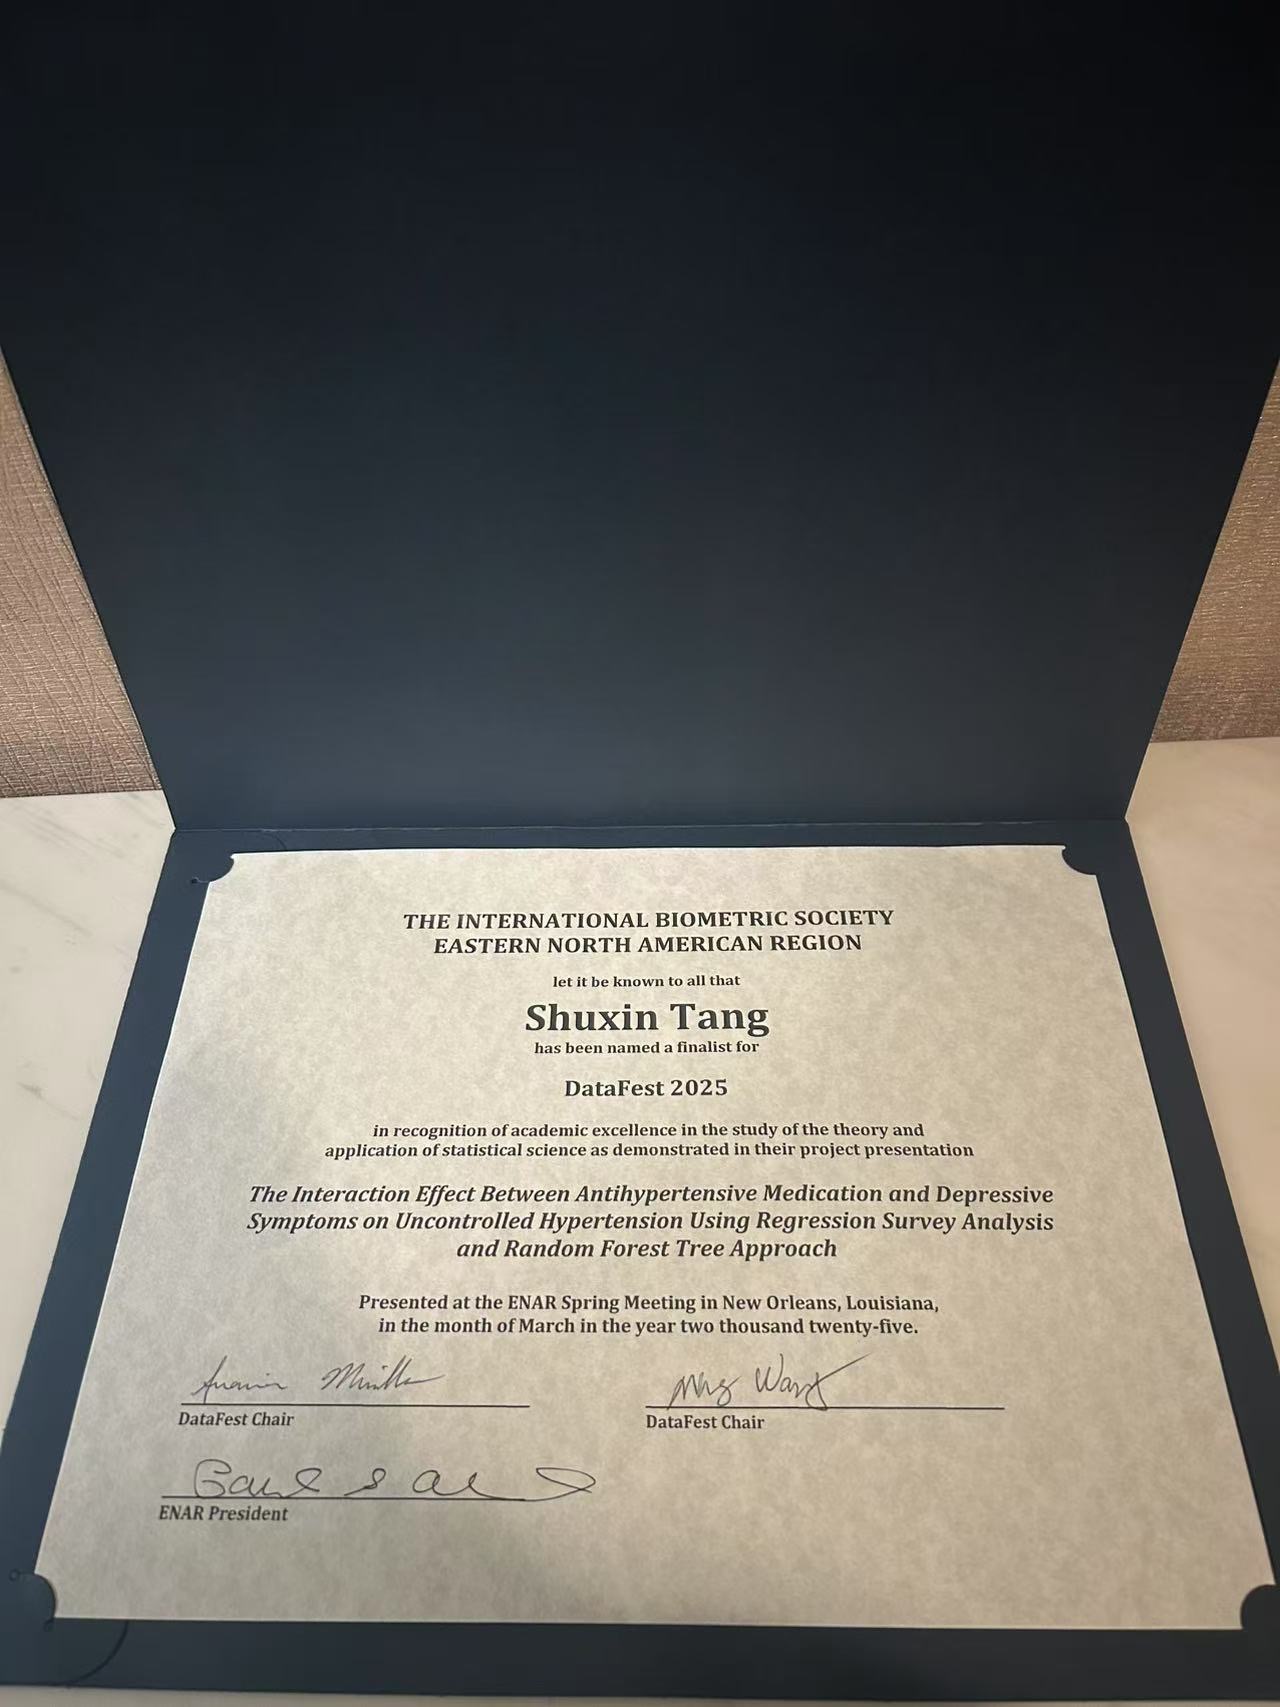 THE INTERNATIONAL BIOMETRIC SOCIETY
EASTERN NORTH AMERICAN REGION
let it be known to all that
Shuxin Tang
has been named a finalist for
DataFest 2025
in recognition of academic excellence in the study of the theory and
application of statistical science as demonstrated in their project presentation
The Interaction Effect Between Antihypertensive Medication and Depressive
Symptoms on Uncontrolled Hypertension Using Regression Survey Analysis
and Random Forest Tree Approach
Presented at the ENAR Spring Meeting in New Orleans, Louisiana,
in the month of March in the year two thousand twenty-five.
DataFest Chair
DataFest Chair
ENAR President